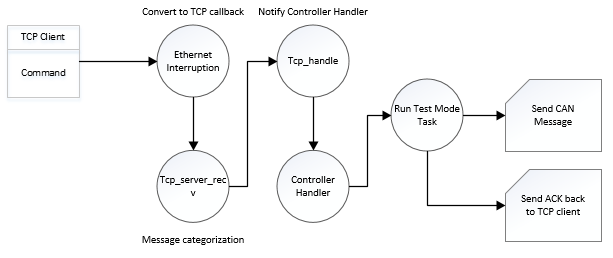 Convert to TCP callback
Notify Controller Handler
TCP Client
Command
Ethernet
Interruption
Tcp_handle
Run Test Mode
Task
Send CAN
Message
Tcp_server_rec
v
Controller
Handler
Send ACK back
to TCP client
Message categorization